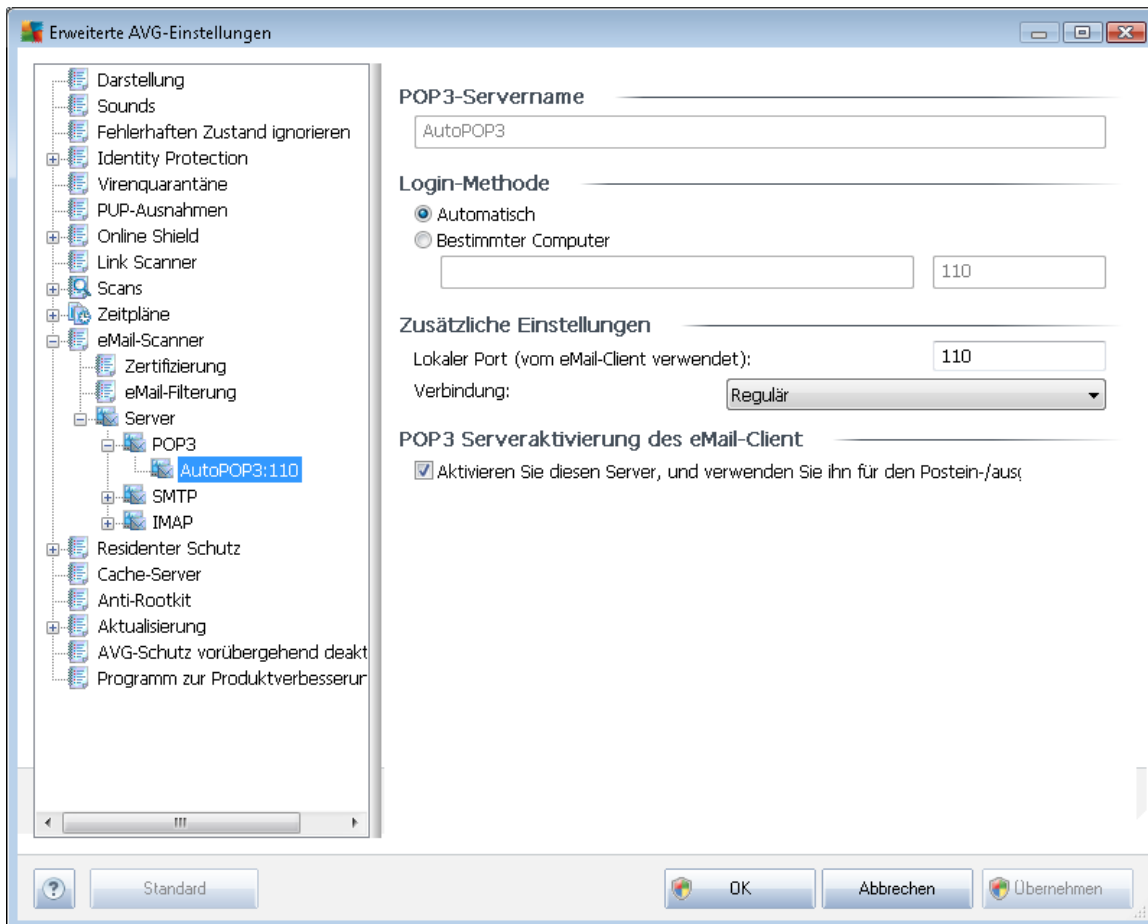 Erweiterte AVG-Einstellungen
Darstellung
Sounds
Fehlerhaften Zustand ignorieren
Identity Protection
Virenquarantäne
PUP-Ausnahmen
Online Shield
Link Scanner
Scans
Zeitpläne
eMail-Scanner
Zertifizierung
eMail-Filterung
Server
POP3
AutoPOP3:110
SMTP
IMAP
Residenter Schutz
Cache-Server
Anti-Rootkit
Aktualisierung
AVG-Schutz vorübergehend deakt
Programm zur Produktverbesserur
POP3-Servername
AutoPOP3
Login-Methode
Automatisch
Bestimmter Computer
110
Zusätzliche Einstellungen
Lokaler Port (vom eMail-Client verwendet):
110
Verbindung:
Regulär
POP3 Serveraktivierung des eMail-Client
Aktivieren Sie diesen Server, und verwenden Sie ihn für den Postein-/ausg
?
Standard
OK
Abbrechen
Übernehmen